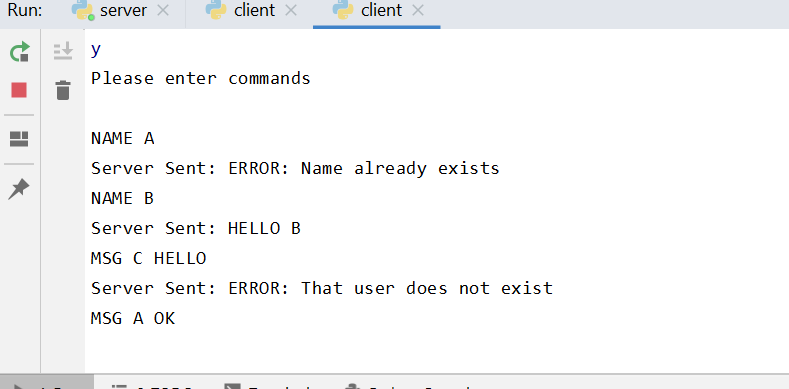 Run: server client client
y
Please enter commands
NAME A
Server Sent: ERROR: Name already exists
NAME B
Server Sent: HELLO B
MSG C HELLO
Server Sent: ERROR: That user does not exist
MSG A OK